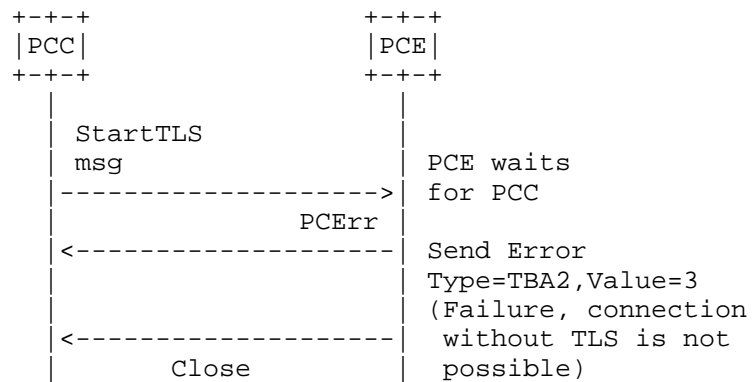 +-+-+                 +-+-+
|PCC|                 |PCE|
+-+-+                 +-+-+
  |                     |
  | StartTLS            |
  | msg                 | PCE waits
  |-------------------->| for PCC
  |               PCErr |
  |<--------------------| Send Error
  |                     | Type=TBA2,Value=3
  |                     | (Failure, connection
  |<--------------------|  without TLS is not
  |       Close         |  possible)